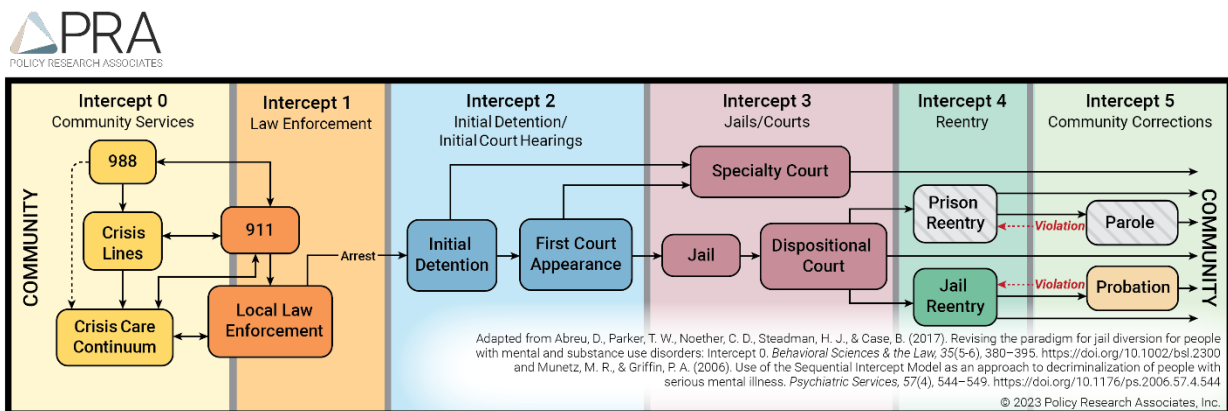 PRA
POLICY RESEARCH ASSOCIATES
Intercept 0
Community Services
Intercept 1
Law Enforcement
Intercept 2
Initial Detention/
Initial Court Hearings
Intercept 3
Jails/Courts
Intercept 4
Reentry
Intercept 5
Community Corrections
COMMUNITY
988
Crisis
Lines
Crisis Care
Continuum
911
Local Law
Enforcement
Arrest
Initial
Detention
First Court
Appearance
Specialty Court
Jail
Dispositional
Court
Prison
Reentry
Violation
Parole
Jail
Reentry
Violation
Probation
COMMUNITY
Adapted from Abreu, D., Parker, T. W., Noether, C. D., Steadman, H. J., & Case, B. (2017). Revising the paradigm for jail diversion for people
with mental and substance use disorders: Intercept 0. Behavioral Sciences & the Law, 35(5-6), 380–395. https://doi.org/10.1002/bsl.2300
and Munetz, M. R., & Griffin, P. A. (2006). Use of the Sequential Intercept Model as an approach to decriminalization of people with
serious mental illness. Psychiatric Services, 57(4), 544–549. https://doi.org/10.1176/ps.2006.57.4.544
© 2023 Policy Research Associates, Inc.